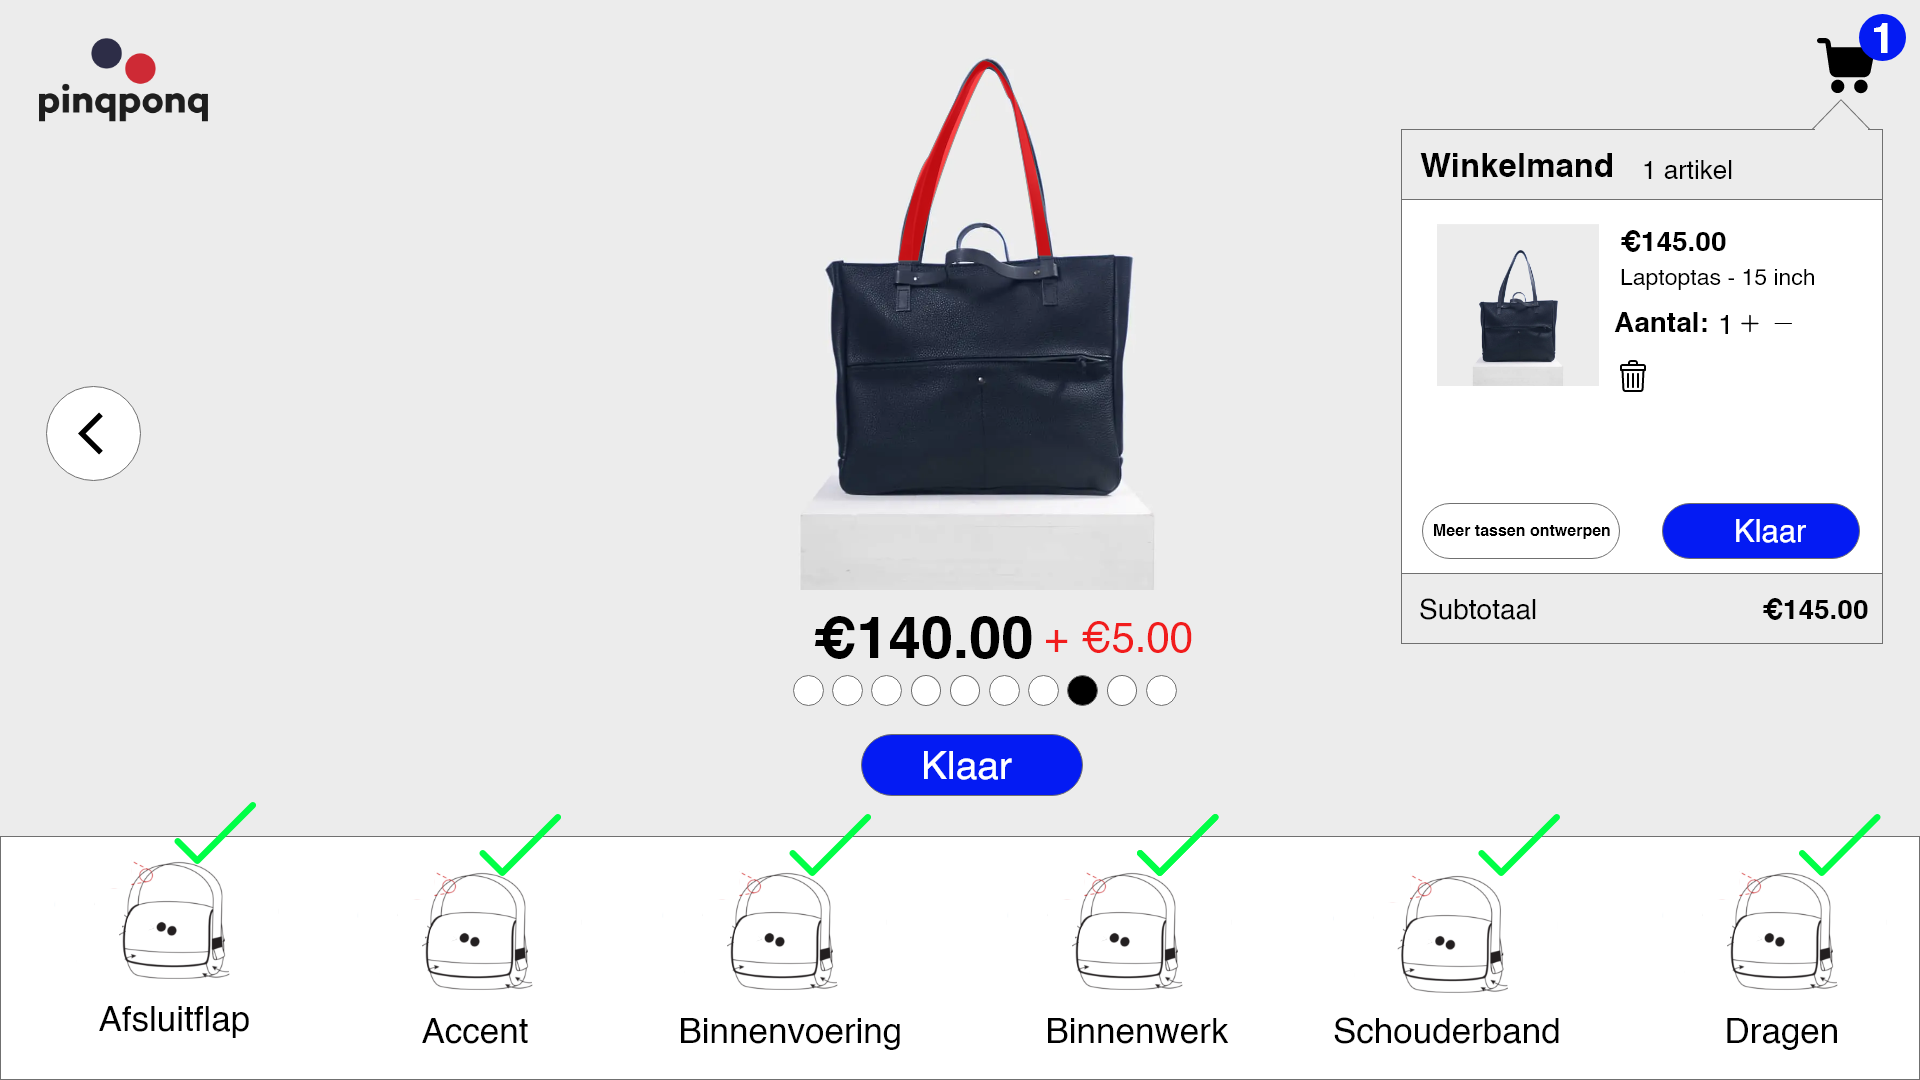 pinqponq
1
Winkelmand 1 artikel
€145.00
Laptoptas - 15 inch
Aantal: 1 + −
Meer tassen ontwerpen
Klaar
Subtotaal €145.00
€140.00 + €5.00
Klaar
Afsluitflap
Accent
Binnenvoering
Binnenwerk
Schouderband
Dragen